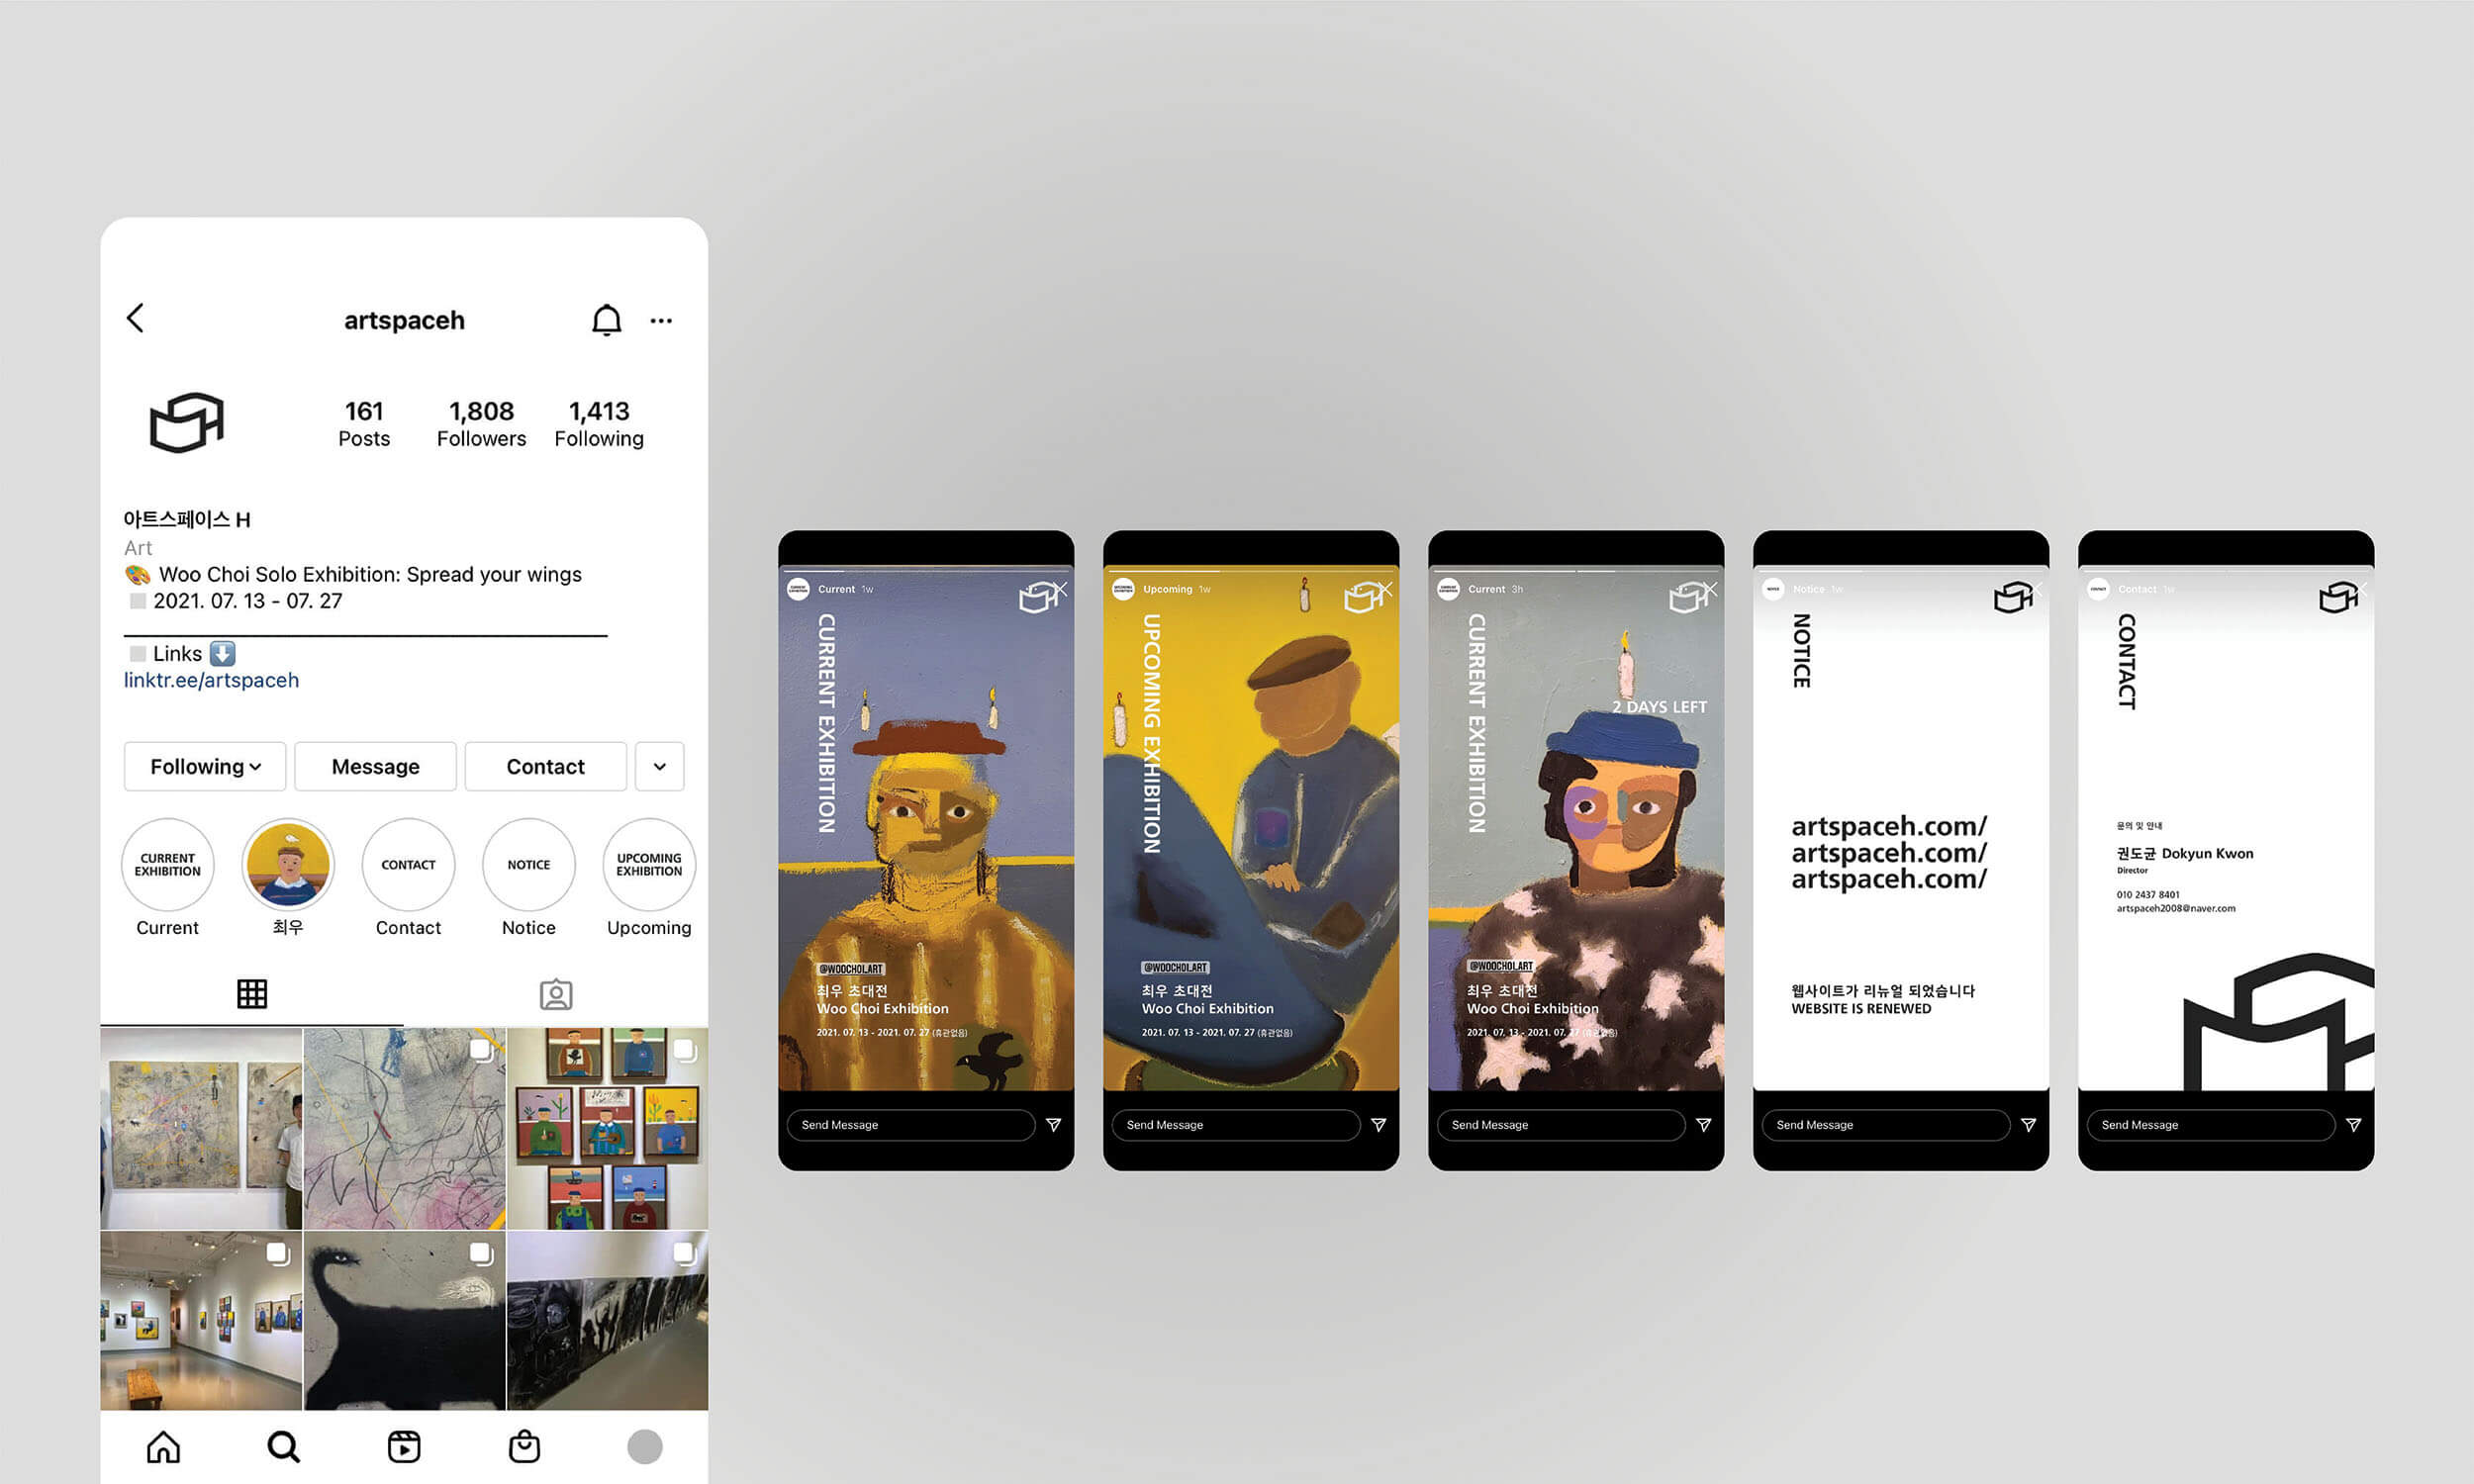 artspaceh
161
Posts
1,808
Followers
1,413
Following
아트스페이스 H
Art
Woo Choi Solo Exhibition: Spread your wings
2021. 07. 13 - 07. 27
Links
linktr.ee/artspaceh
Following
Message
Contact
CURRENT
EXHIBITION
Current
최우
CONTACT
Contact
NOTICE
Notice
UPCOMING
EXHIBITION
Upcoming
CURRENT
EXHIBITION
Current 1w
CURRENT EXHIBITION
@WOOCHOI.ART
최우 초대전
Woo Choi Exhibition
2021. 07. 13 - 2021. 07. 27 (휴관없음)
Send Message
UPCOMING
EXHIBITION
Upcoming 1w
UPCOMING EXHIBITION
@WOOCHOI.ART
최우 초대전
Woo Choi Exhibition
2021. 07. 13 - 2021. 07. 27 (휴관없음)
Send Message
CURRENT
EXHIBITION
Current 3h
CURRENT EXHIBITION
2 DAYS LEFT
@WOOCHOI.ART
최우 초대전
Woo Choi Exhibition
2021. 07. 13 - 2021. 07. 27 (휴관없음)
Send Message
NOTICE
Notice 1w
NOTICE
artspaceh.com/
artspaceh.com/
artspaceh.com/
웹사이트가 리뉴얼 되었습니다
WEBSITE IS RENEWED
Send Message
CONTACT
Contact 1w
CONTACT
문의 및 안내
권도균 Dokyun Kwon
Director
010 2437 8401
artspaceh2008@naver.com
Send Message